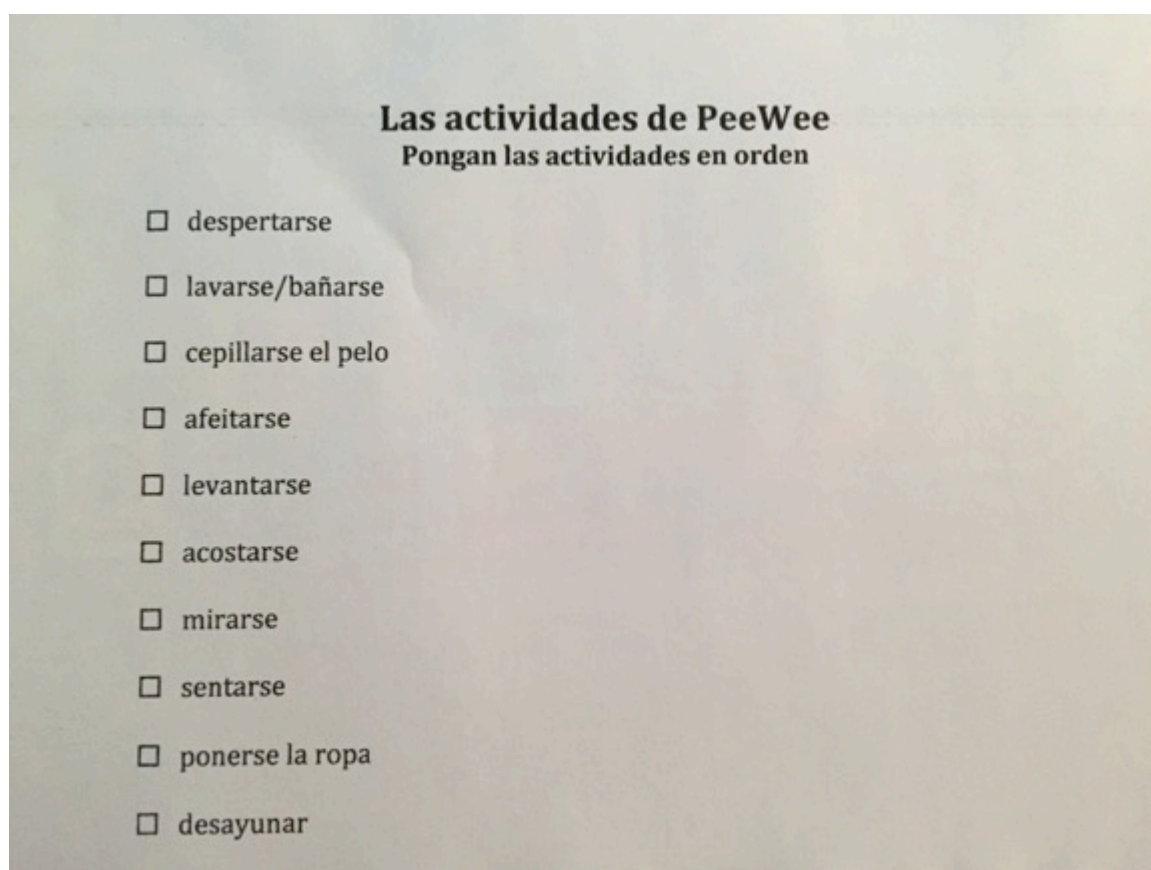 Las actividades de PeeWee
Pongan las actividades en orden
☐ despertarse
☐ lavarse/bañarse
☐ cepillarse el pelo
☐ afeitarse
☐ levantarse
☐ acostarse
☐ mirarse
☐ sentarse
☐ ponerse la ropa
☐ desayunar